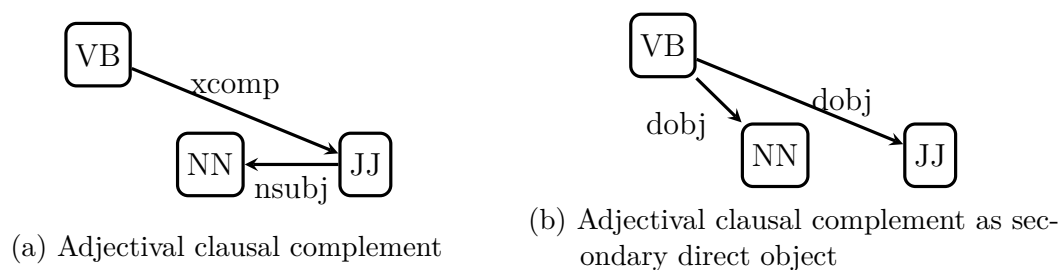 VB
xcomp
NN
JJ
nsubj
(a) Adjectival clausal complement
VB
dobj
dobj
NN
JJ
(b) Adjectival clausal complement as sec-
ondary direct object